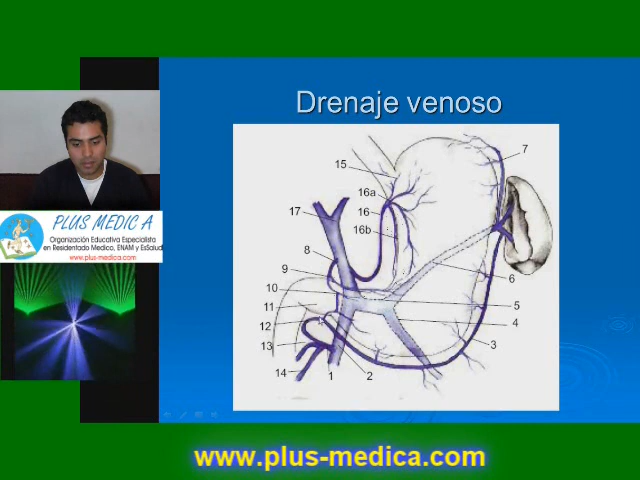 Drenaje venoso
7
15
16a
16
16b
17
8
9
10
11
12
13
14
1
2
3
4
5
6
PLUS MEDIC A
Organización Educativa Especialista
en Residentado Medico, ENAM y EsSalud
www.plus-medica.com
www.plus-medica.com